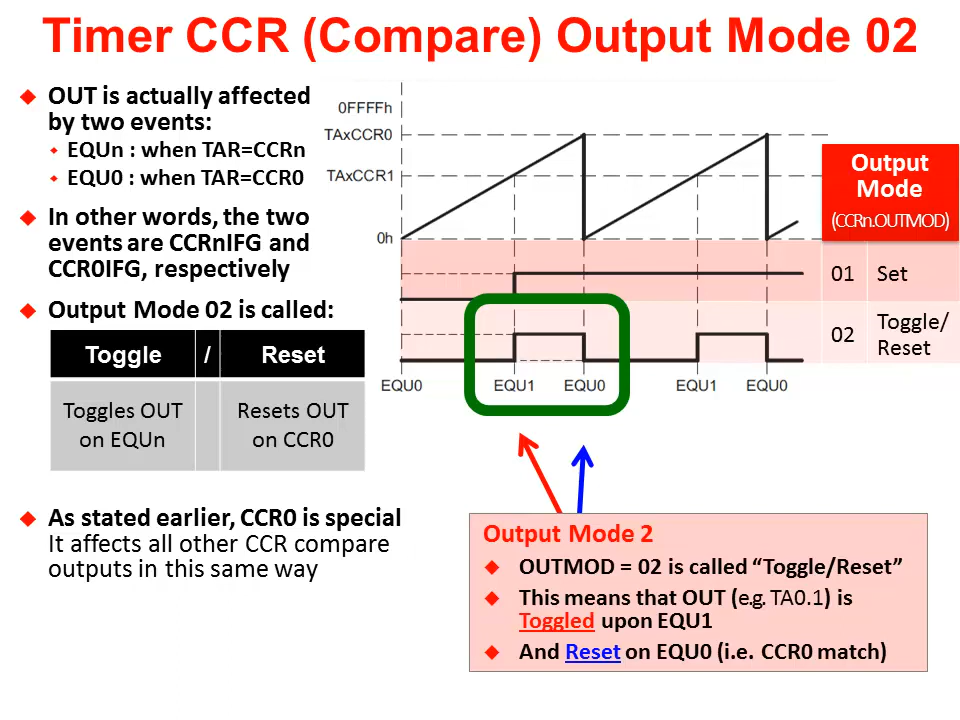 Timer CCR (Compare) Output Mode 02
OUT is actually affected
by two events:
EQUn : when TAR=CCRn
EQU0 : when TAR=CCR0
In other words, the two
events are CCRnIFG and
CCR0IFG, respectively
Output Mode 02 is called:
Toggle / Reset
Toggles OUT
on EQUn
Resets OUT
on CCR0
As stated earlier, CCR0 is special
It affects all other CCR compare
outputs in this same way
0FFFFh
TAxCCR0
TAxCCR1
0h
EQU0 EQU1 EQU0 EQU1 EQU0
Output
Mode
(CCRn.OUTMOD)
01 Set
02 Toggle/
Reset
Output Mode 2
OUTMOD = 02 is called “Toggle/Reset”
This means that OUT (e.g. TA0.1) is
Toggled upon EQU1
And Reset on EQU0 (i.e. CCR0 match)